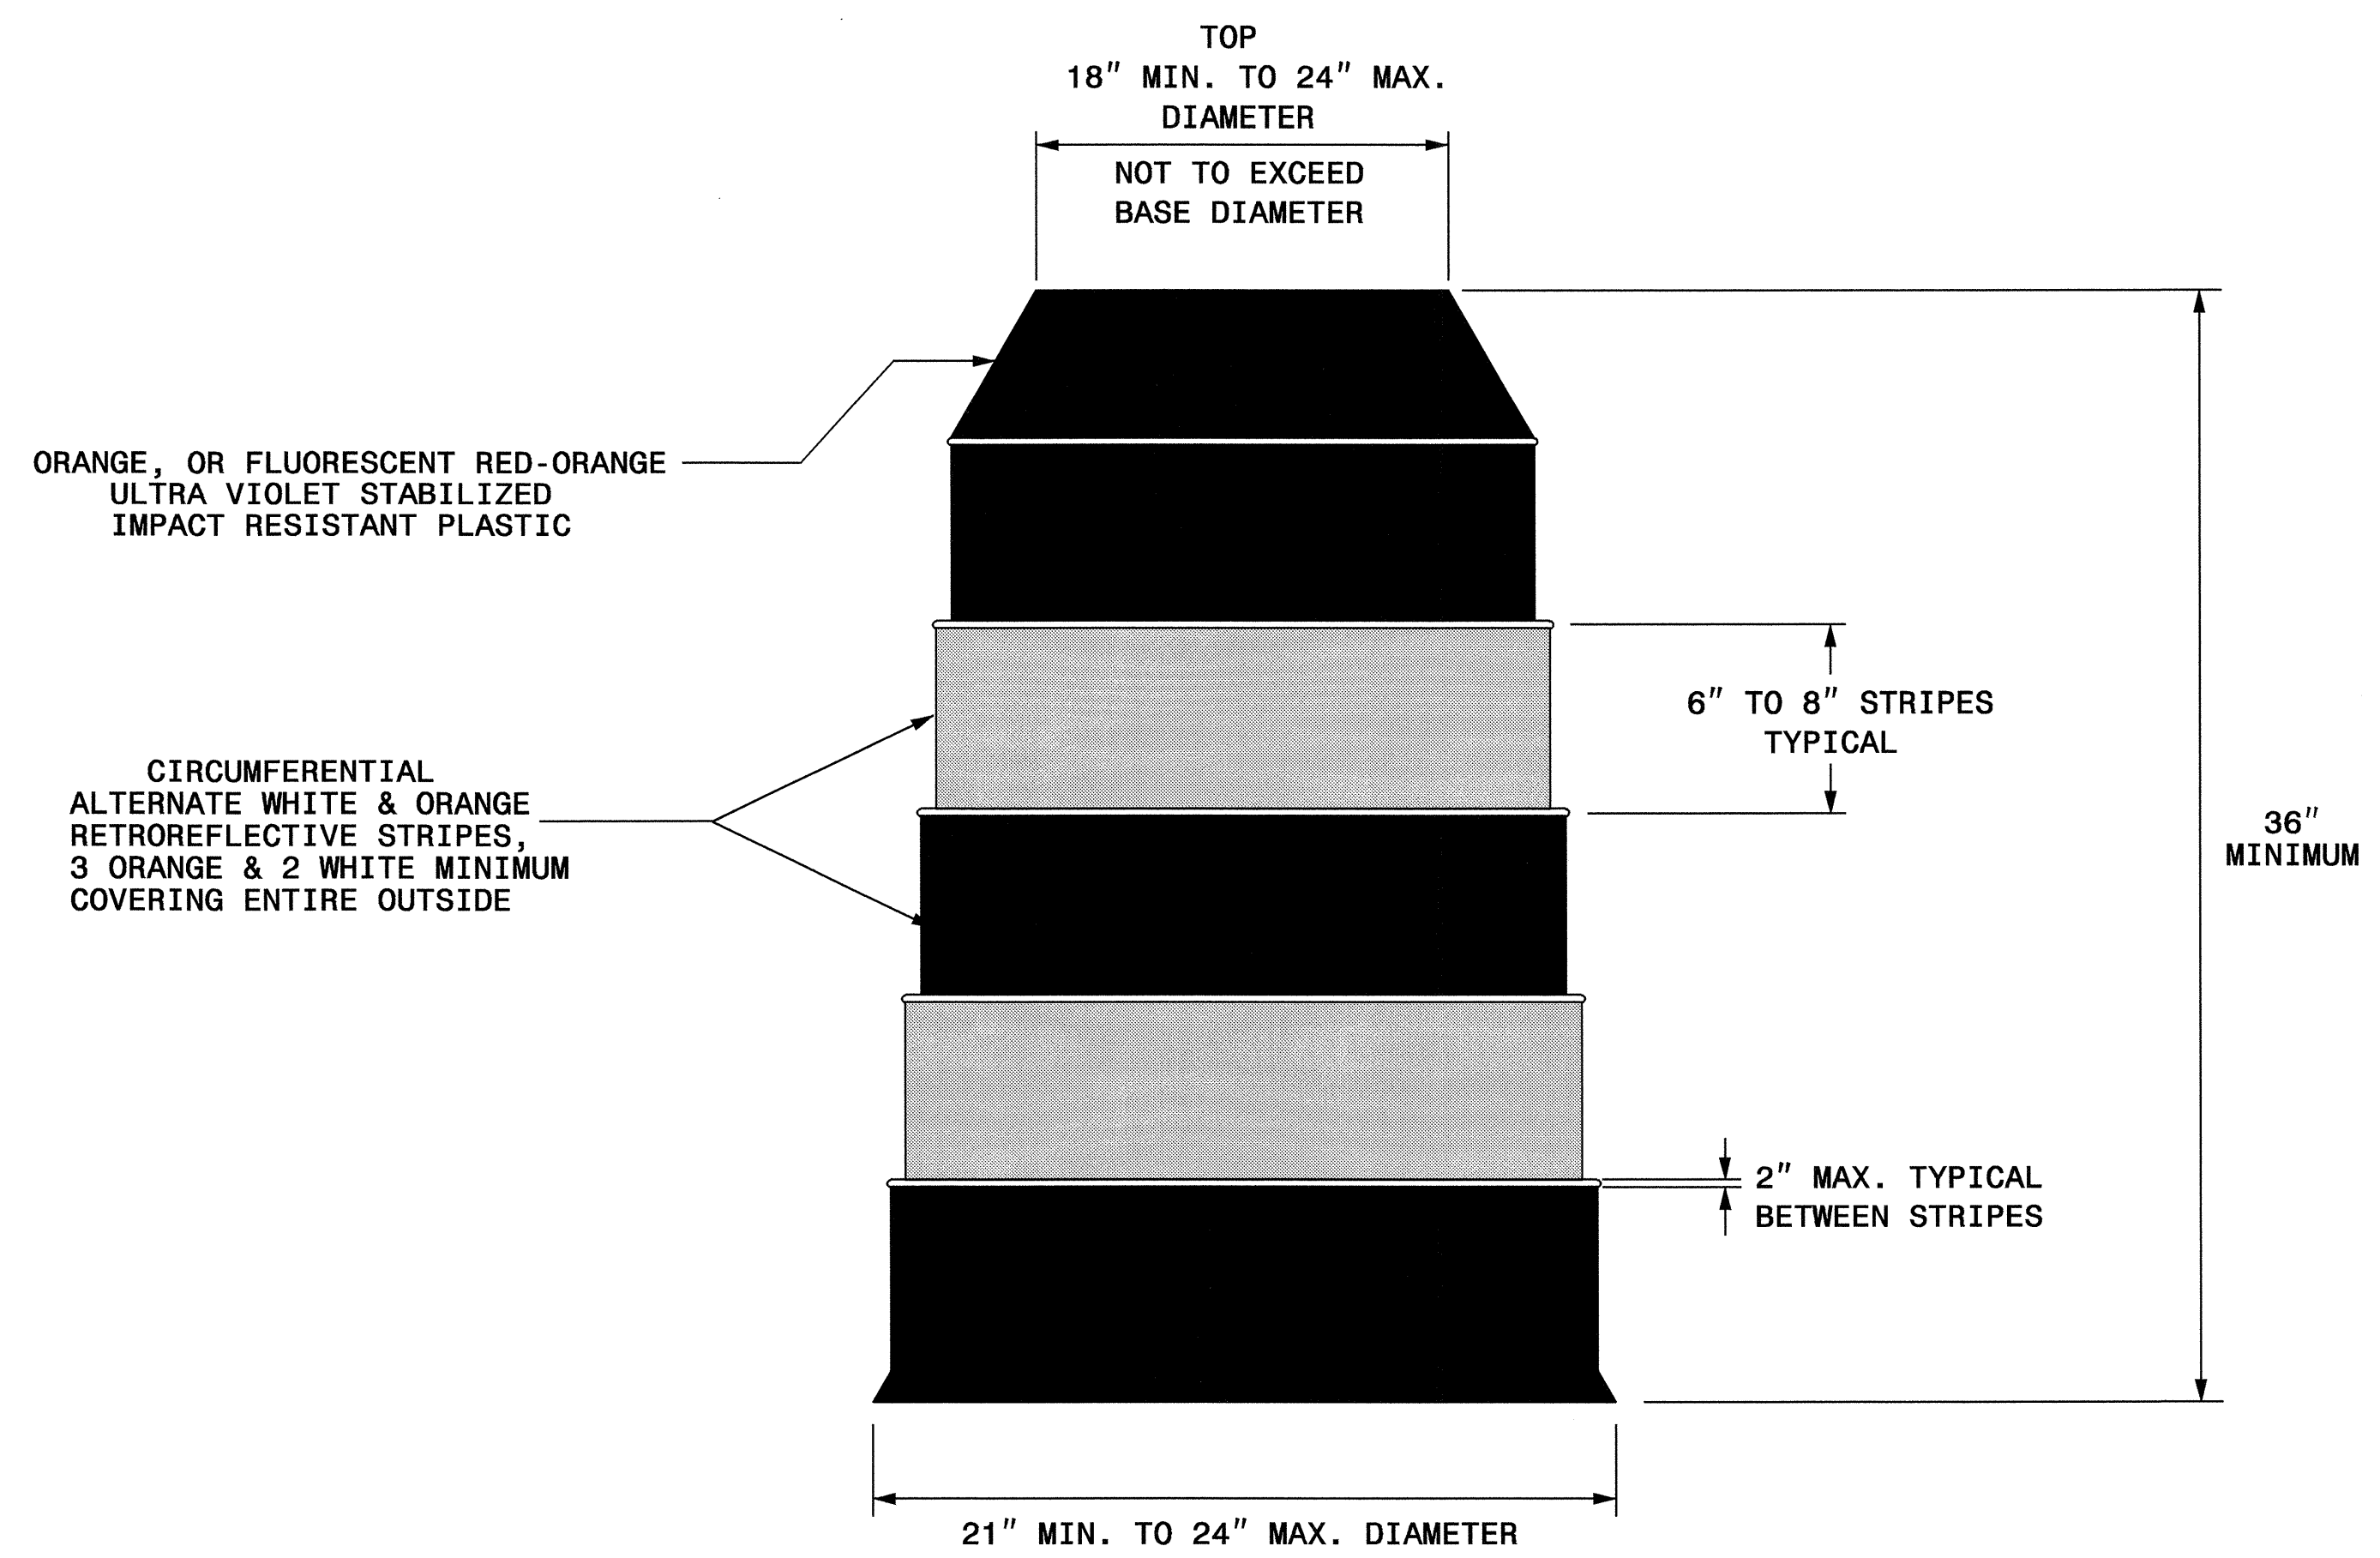 TOP
18" MIN. TO 24" MAX.
DIAMETER
NOT TO EXCEED
BASE DIAMETER
ORANGE, OR FLUORESCENT RED-ORANGE
ULTRA VIOLET STABILIZED
IMPACT RESISTANT PLASTIC
6" TO 8" STRIPES
TYPICAL
CIRCUMFERENTIAL
ALTERNATE WHITE & ORANGE
RETROREFLECTIVE STRIPES,
3 ORANGE & 2 WHITE MINIMUM
COVERING ENTIRE OUTSIDE
36"
MINIMUM
2" MAX. TYPICAL
BETWEEN STRIPES
21" MIN. TO 24" MAX. DIAMETER